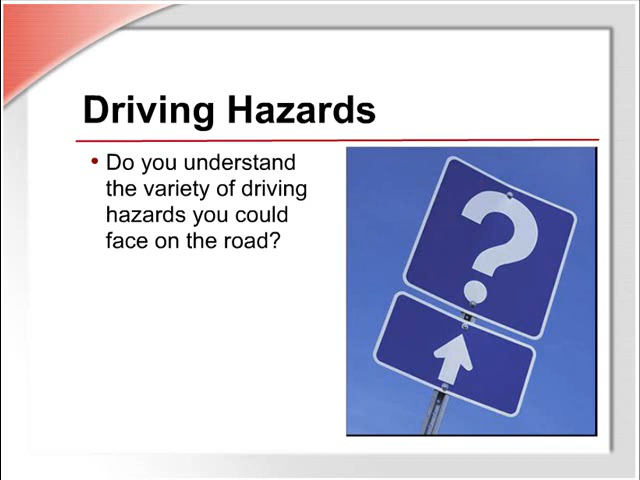 Driving Hazards
• Do you understand
the variety of driving
hazards you could
face on the road?
?